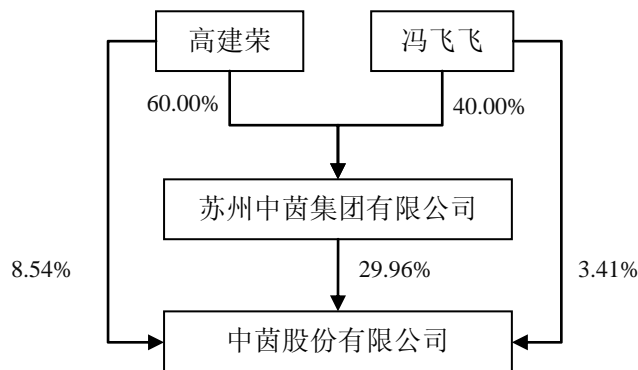 高建荣
冯飞飞
60.00%
40.00%
苏州中茵集团有限公司
8.54%
29.96%
3.41%
中茵股份有限公司